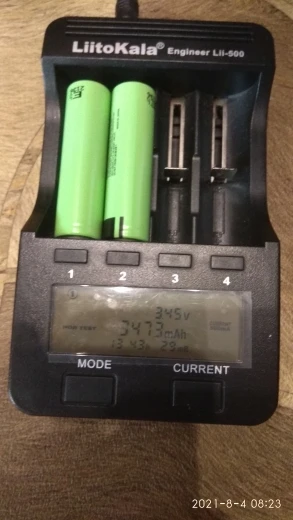 LiitoKala® Engineer Lii-500
1 2 3 4
3.45V
3473mAh
MODE CURRENT
2021-8-4 08:23